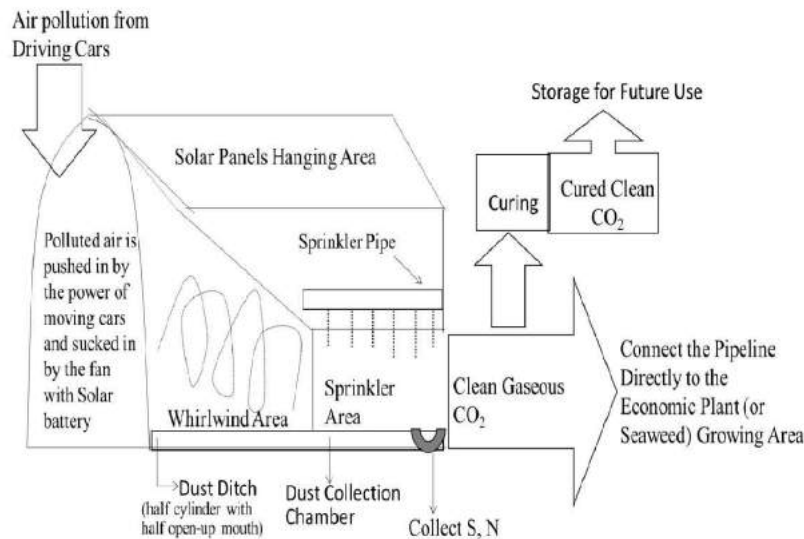 Air pollution from
Driving Cars
Storage for Future Use
Solar Panels Hanging Area
Curing
Cured Clean
CO₂
Sprinkler Pipe
Polluted air is
pushed in by
the power of
moving cars
and sucked in
by the fan
with Solar
battery
Whirlwind Area
Sprinkler
Area
Clean Gaseous
CO₂
Connect the Pipeline
Directly to the
Economic Plant (or
Seaweed) Growing Area
Dust Ditch
(half cylinder with
half open-up mouth)
Dust Collection
Chamber
Collect S, N